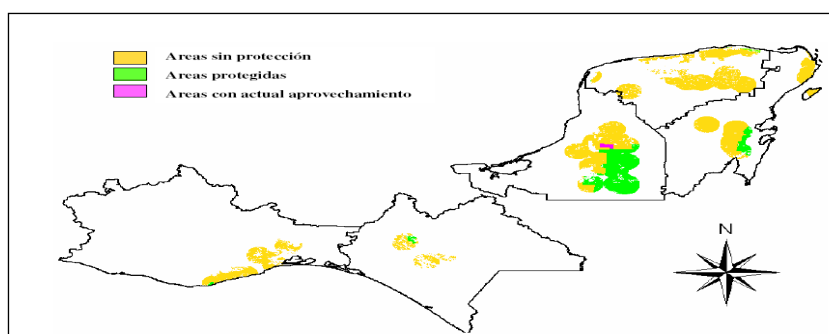 Areas sin protección
Areas protegidas
Areas con actual aprovechamiento
N